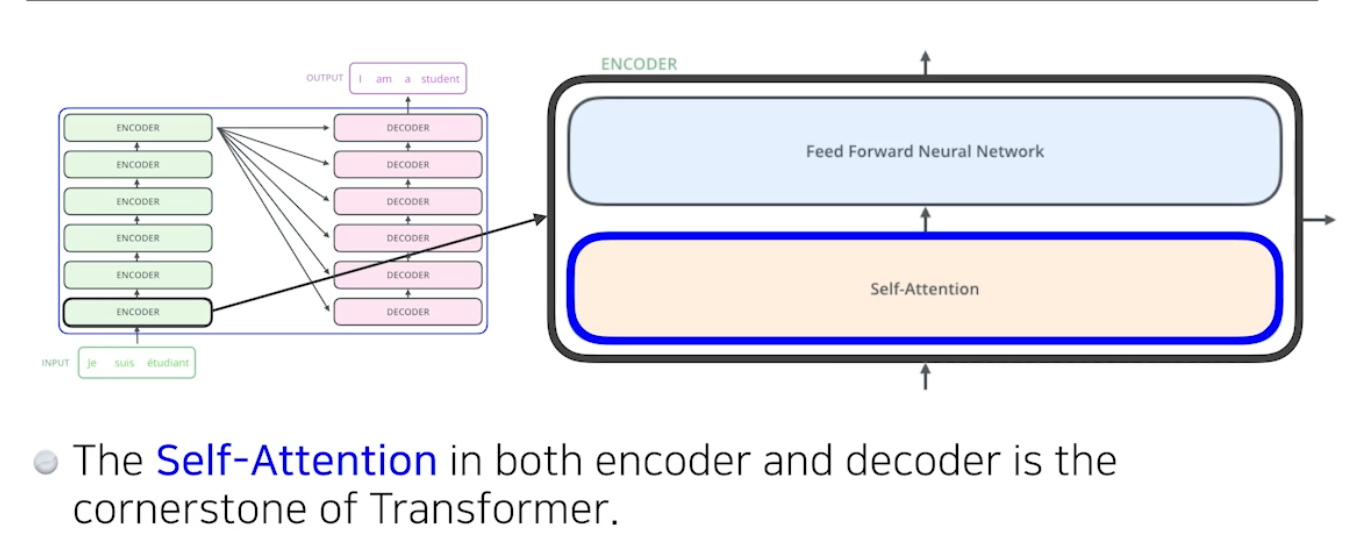 OUTPUT I am a student
ENCODER DECODER
ENCODER DECODER
ENCODER DECODER
ENCODER DECODER
ENCODER DECODER
ENCODER DECODER
INPUT Je suis étudiant
ENCODER
Feed Forward Neural Network
Self-Attention
The Self-Attention in both encoder and decoder is the
cornerstone of Transformer.